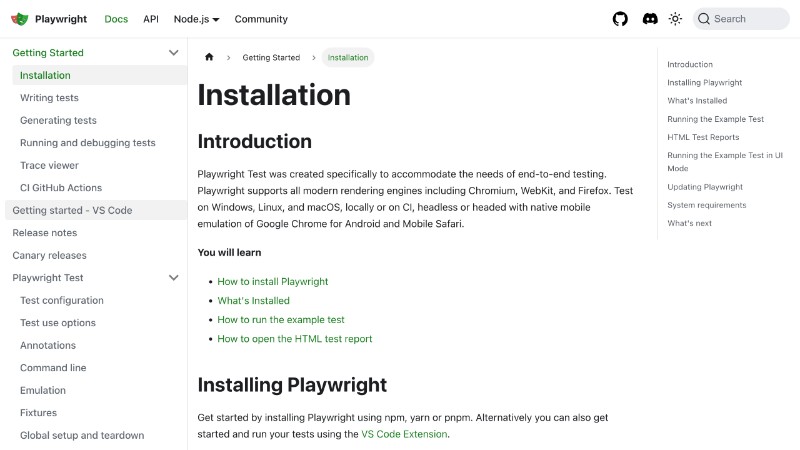 Playwright
Docs
API
Node.js
Community
Search
Getting Started
Installation
Writing tests
Generating tests
Running and debugging tests
Trace viewer
CI GitHub Actions
Getting started - VS Code
Release notes
Canary releases
Playwright Test
Test configuration
Test use options
Annotations
Command line
Emulation
Fixtures
Global setup and teardown
Getting Started
Installation
Installation
Introduction
Playwright Test was created specifically to accommodate the needs of end-to-end testing.
Playwright supports all modern rendering engines including Chromium, WebKit, and Firefox. Test
on Windows, Linux, and macOS, locally or on CI, headless or headed with native mobile
emulation of Google Chrome for Android and Mobile Safari.
You will learn
• How to install Playwright
• What's Installed
• How to run the example test
• How to open the HTML test report
Installing Playwright
Get started by installing Playwright using npm, yarn or pnpm. Alternatively you can also get
started and run your tests using the VS Code Extension.
Introduction
Installing Playwright
What's Installed
Running the Example Test
HTML Test Reports
Running the Example Test in UI
Mode
Updating Playwright
System requirements
What's next